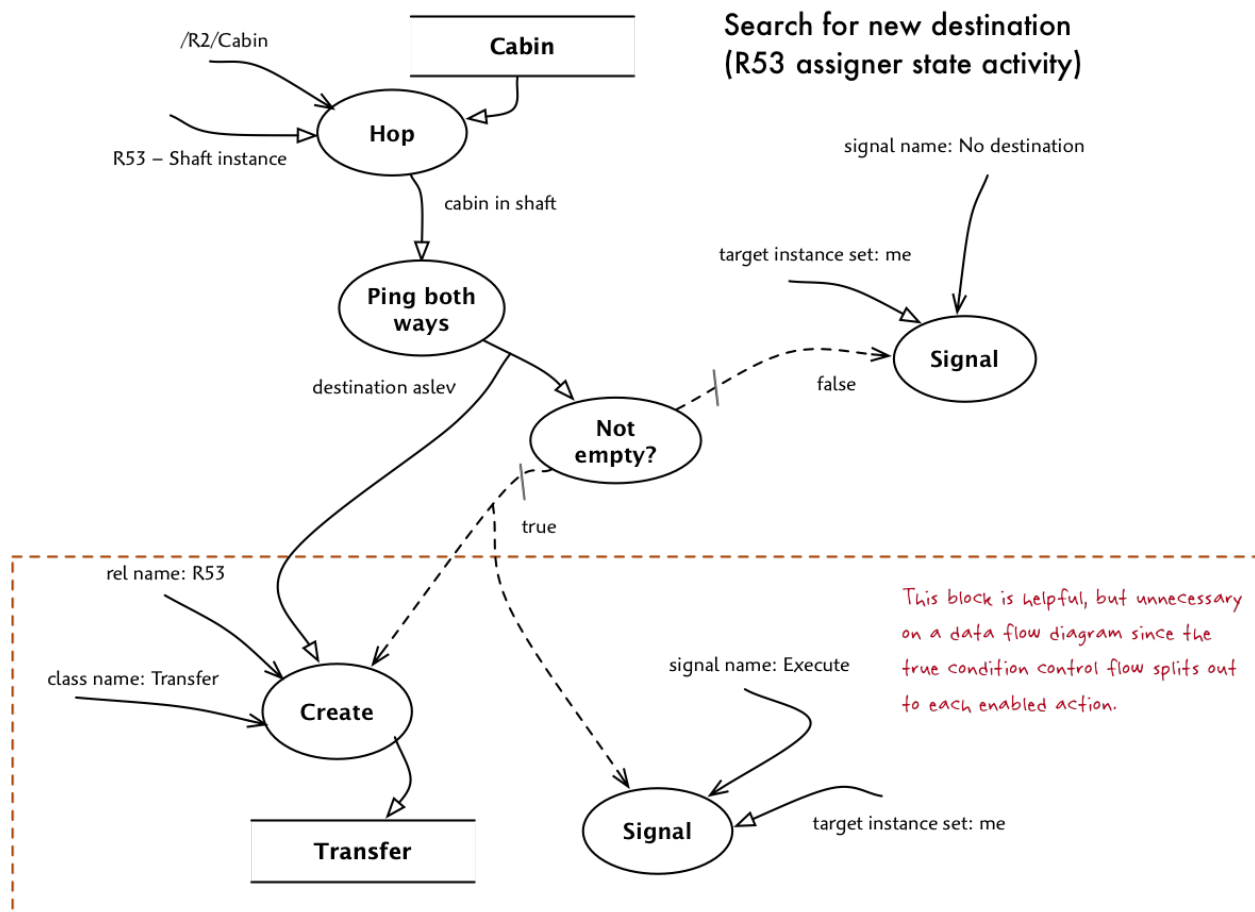 Search for new destination
(R53 assigner state activity)
/R2/Cabin
Cabin
Hop
R53 – Shaft instance
signal name: No destination
cabin in shaft
target instance set: me
Ping both
ways
Signal
destination aslev
false
Not
empty?
true
rel name: R53
This block is helpful, but unnecessary
on a data flow diagram since the
true condition control flow splits out
to each enabled action.
class name: Transfer
signal name: Execute
Create
Signal
target instance set: me
Transfer